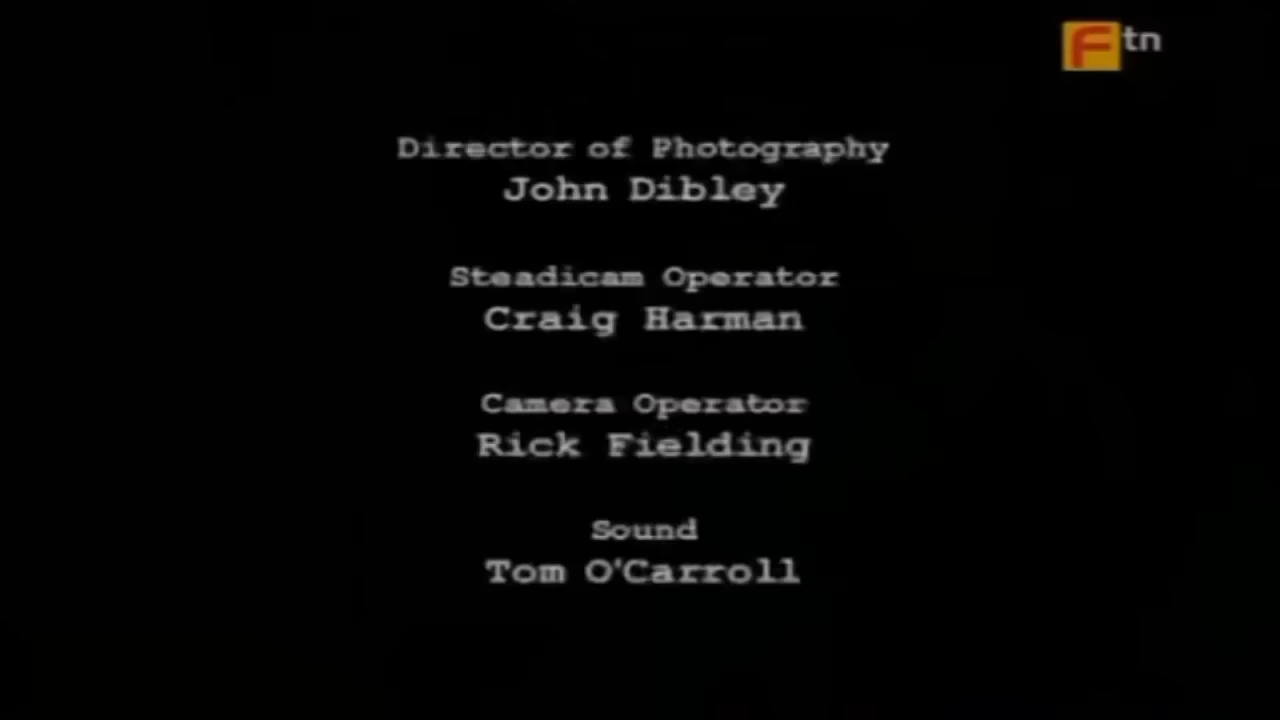 Ftn
Director of Photography
John Dibley
Steadicam Operator
Craig Harman
Camera Operator
Rick Fielding
Sound
Tom O'Carroll